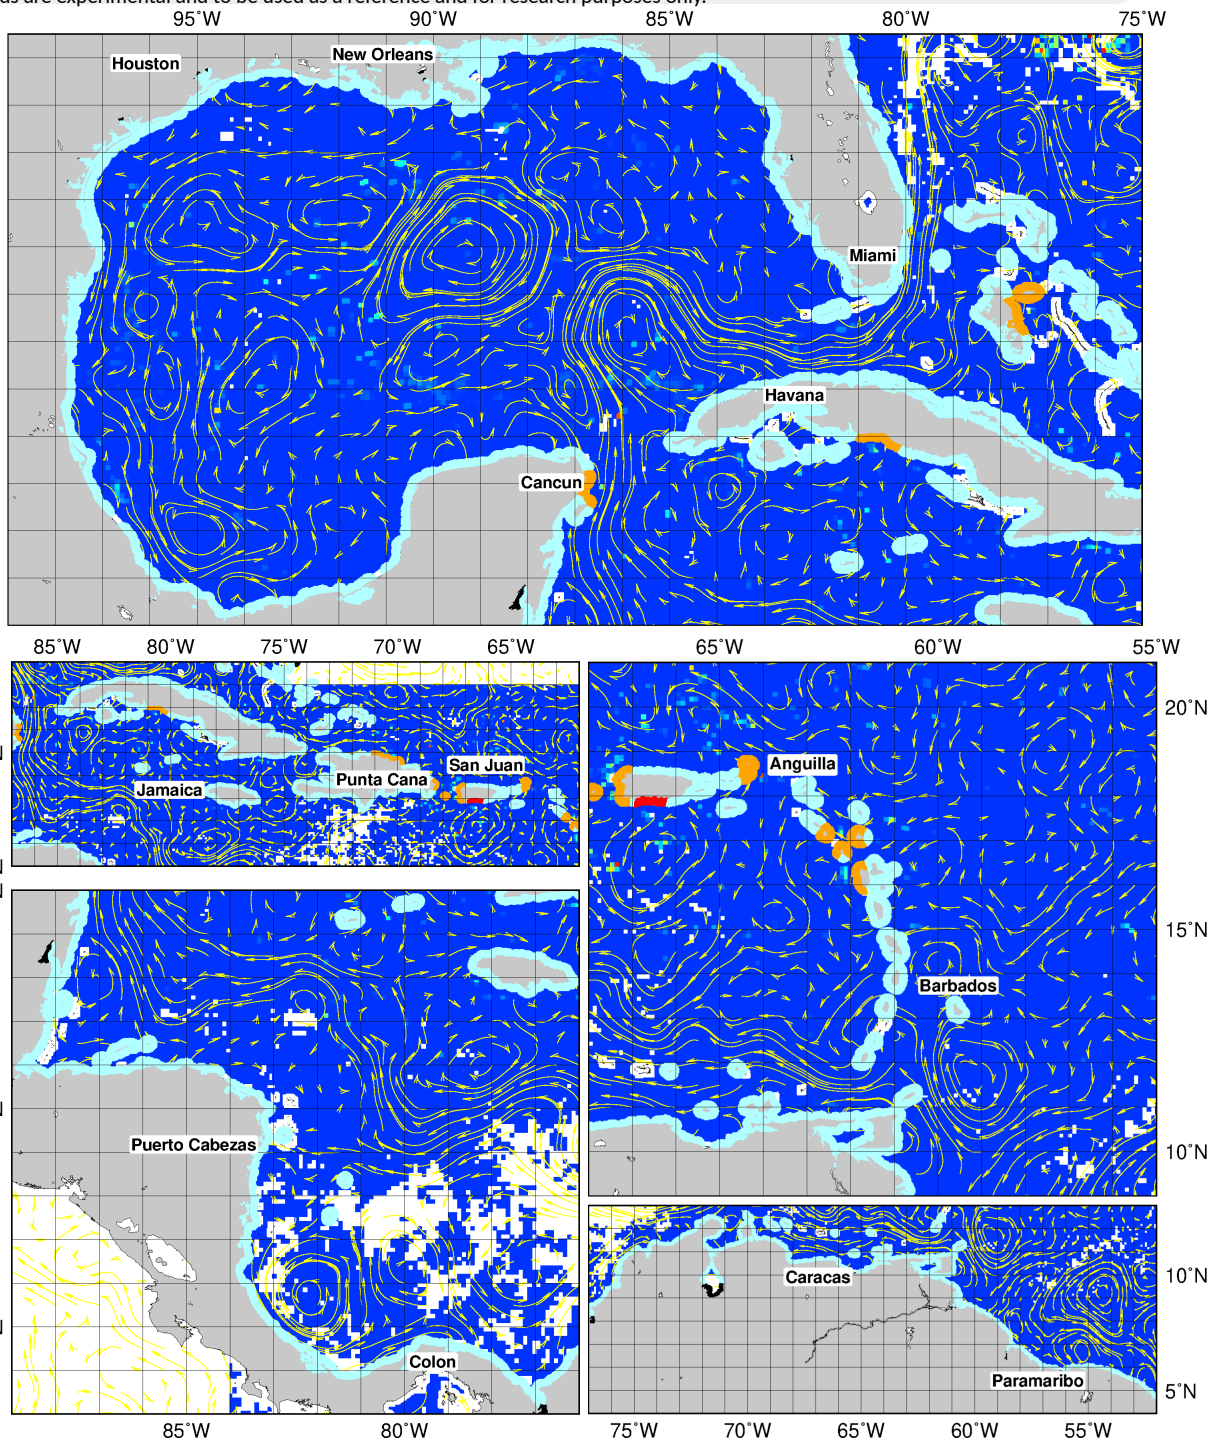 ds are experimental and to be used as a reference and for research purposes only.
95°W 90°W 85°W 80°W 75°W
Houston
New Orleans
Miami
Havana
Cancun
85°W 80°W 75°W 70°W 65°W
65°W 60°W 55°W
20°N
Jamaica
Punta Cana
San Juan
Anguilla
15°N
Barbados
Puerto Cabezas
10°N
Caracas
10°N
Colon
Paramaribo
5°N
85°W 80°W
75°W 70°W 65°W 60°W 55°W